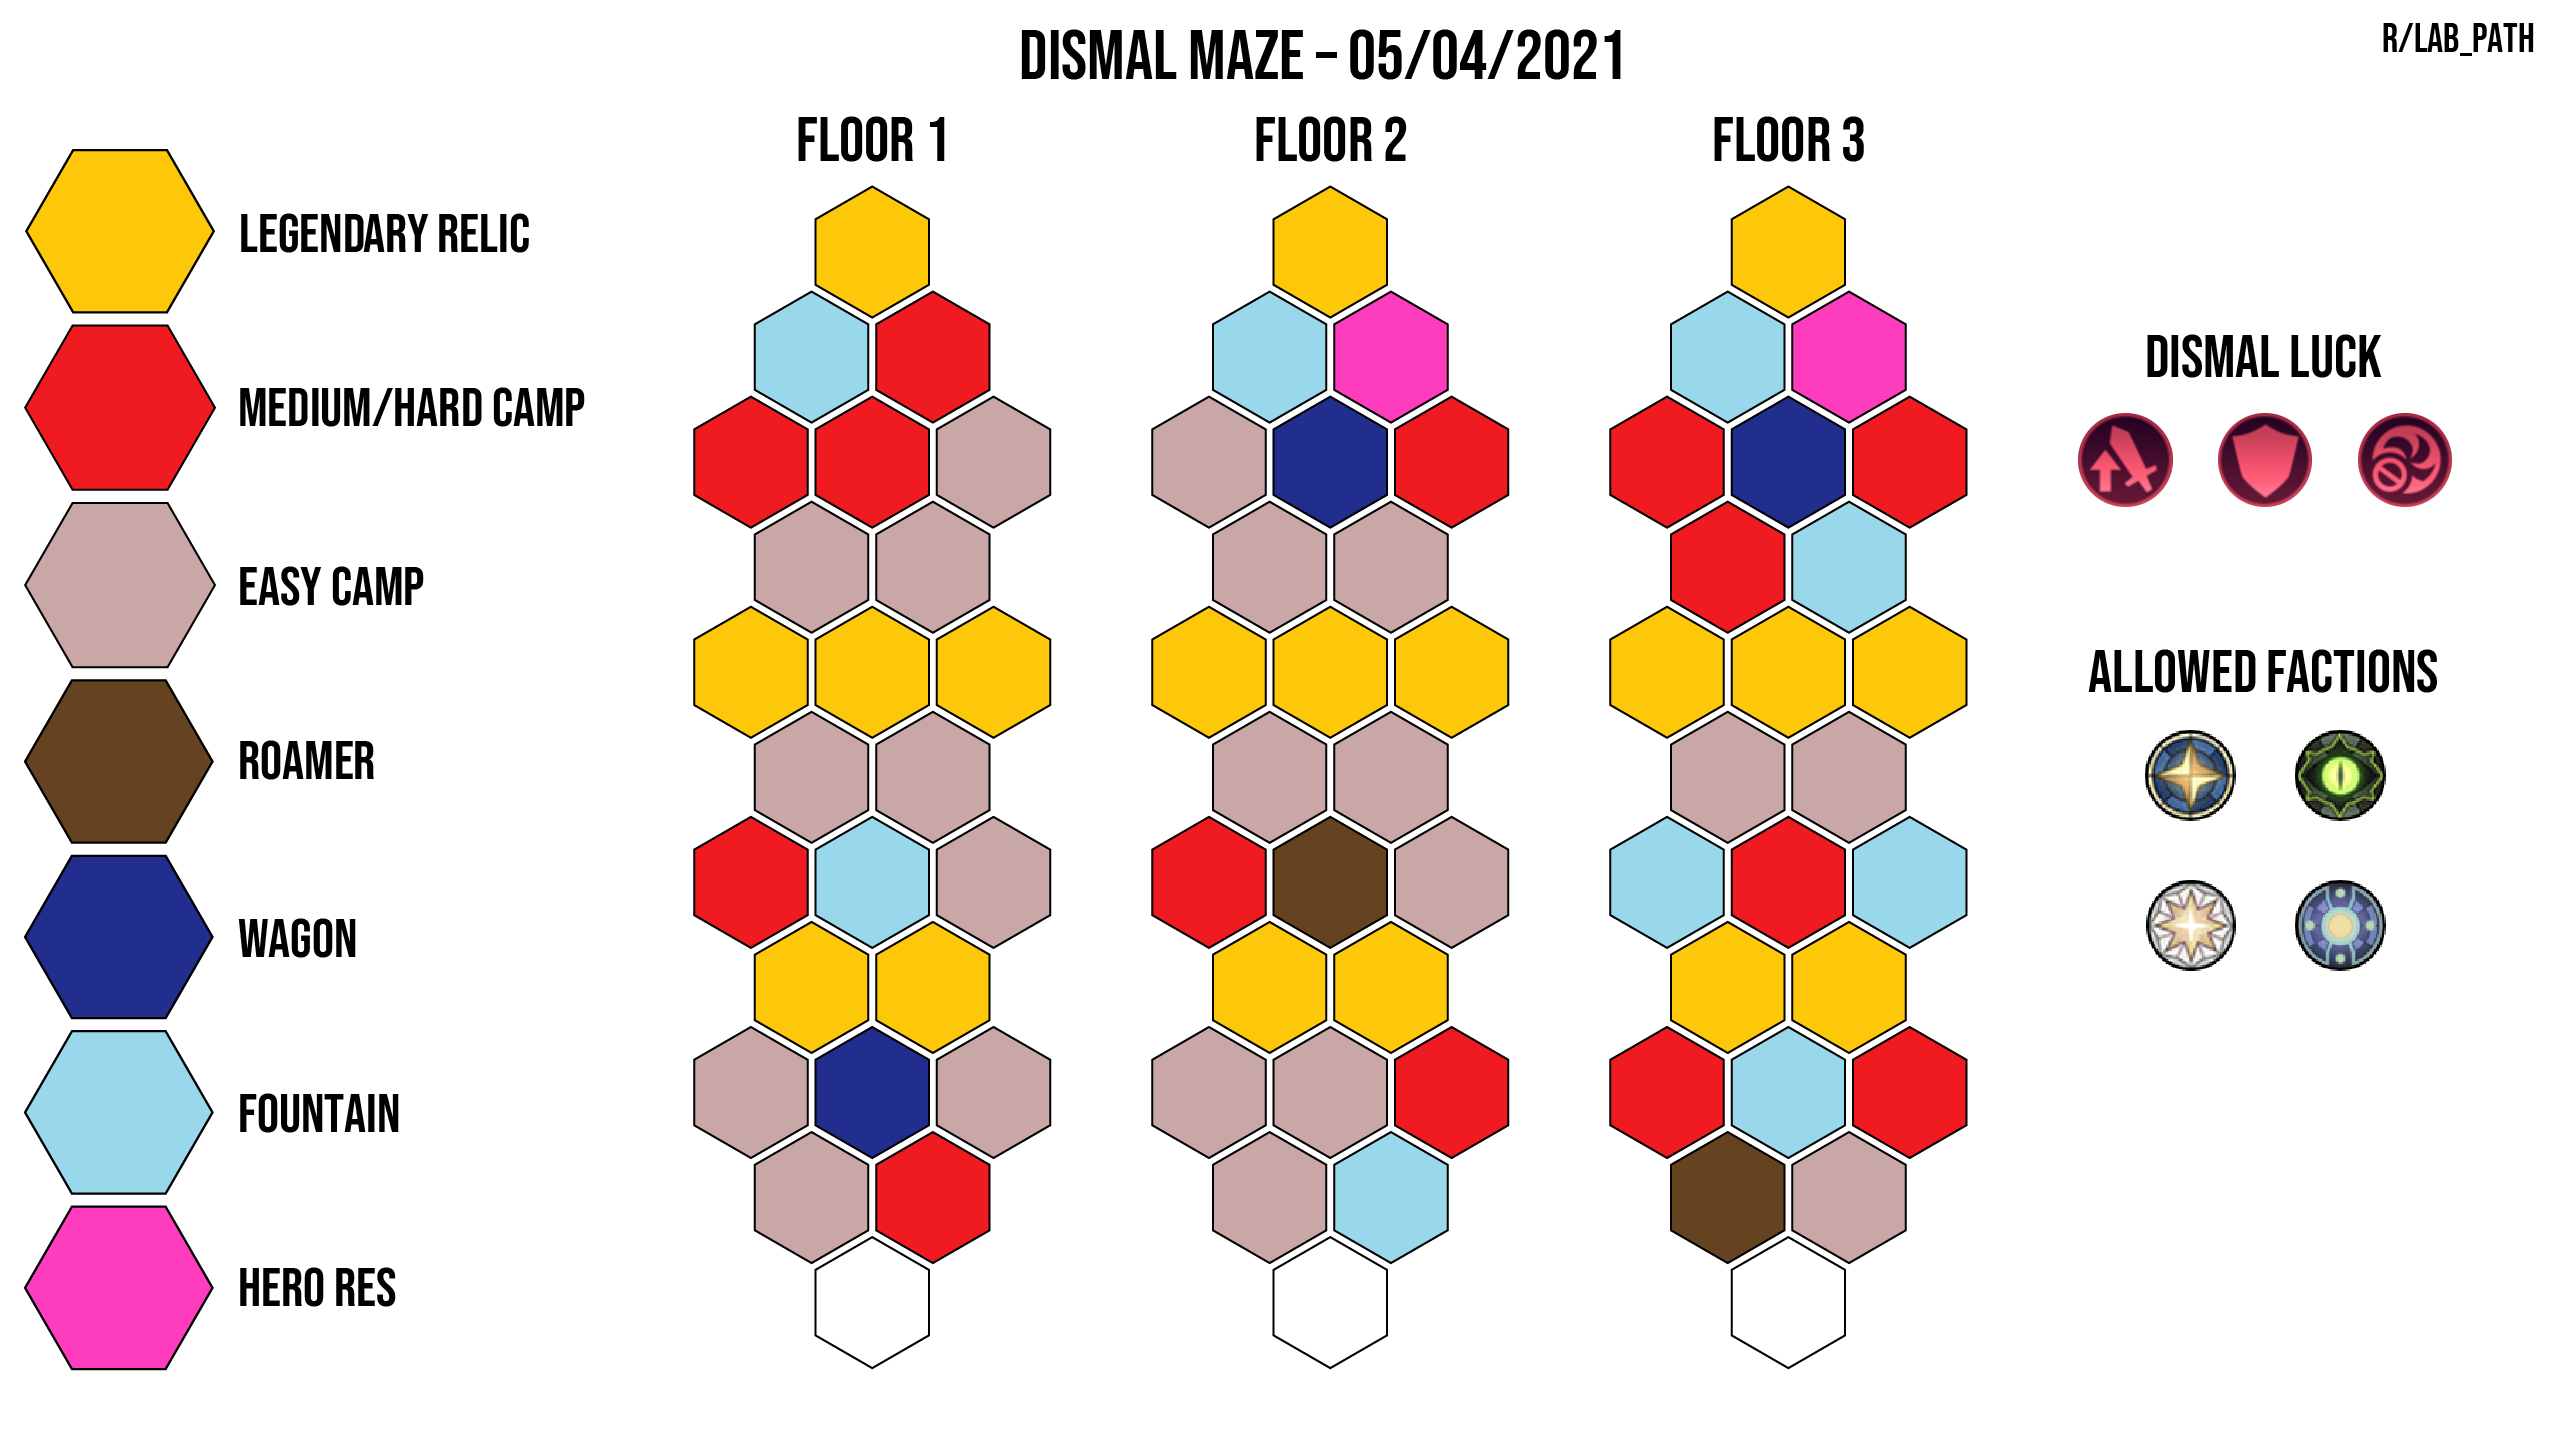 DISMAL MAZE – 05/04/2021
R/LAB_PATH
FLOOR 1
FLOOR 2
FLOOR 3
LEGENDARY RELIC
MEDIUM/HARD CAMP
EASY CAMP
ROAMER
WAGON
FOUNTAIN
HERO RES
DISMAL LUCK
ALLOWED FACTIONS